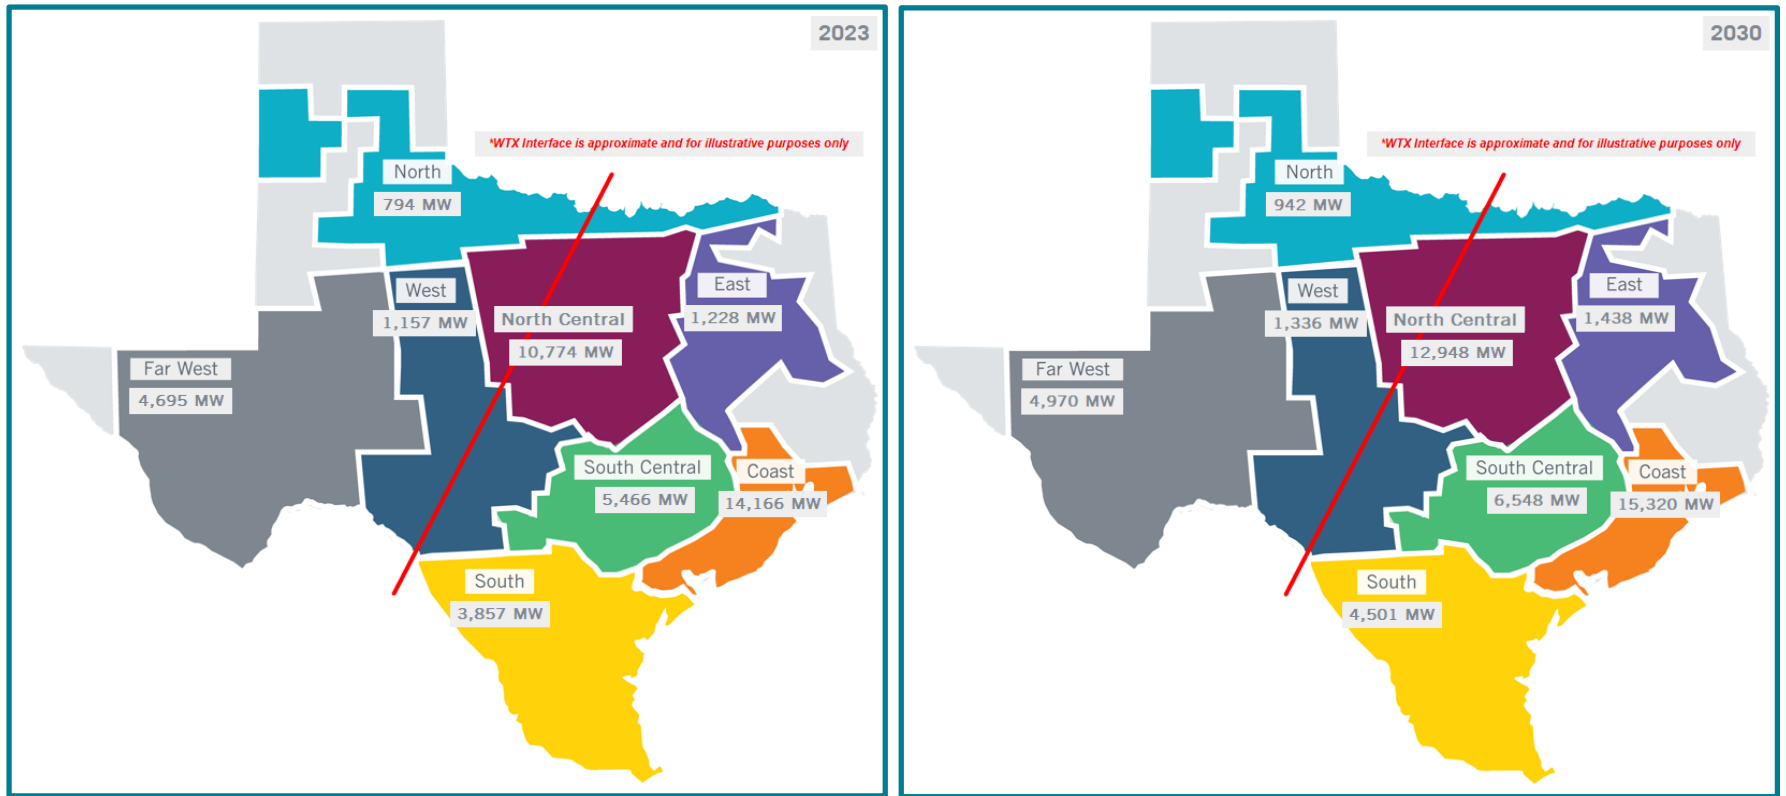 2023
*WTX Interface is approximate and for illustrative purposes only
North
794 MW
West
1,157 MW
North Central
10,774 MW
East
1,228 MW
Far West
4,695 MW
South Central
5,466 MW
Coast
14,166 MW
South
3,857 MW
2030
*WTX Interface is approximate and for illustrative purposes only
North
942 MW
West
1,336 MW
North Central
12,948 MW
East
1,438 MW
Far West
4,970 MW
South Central
6,548 MW
Coast
15,320 MW
South
4,501 MW